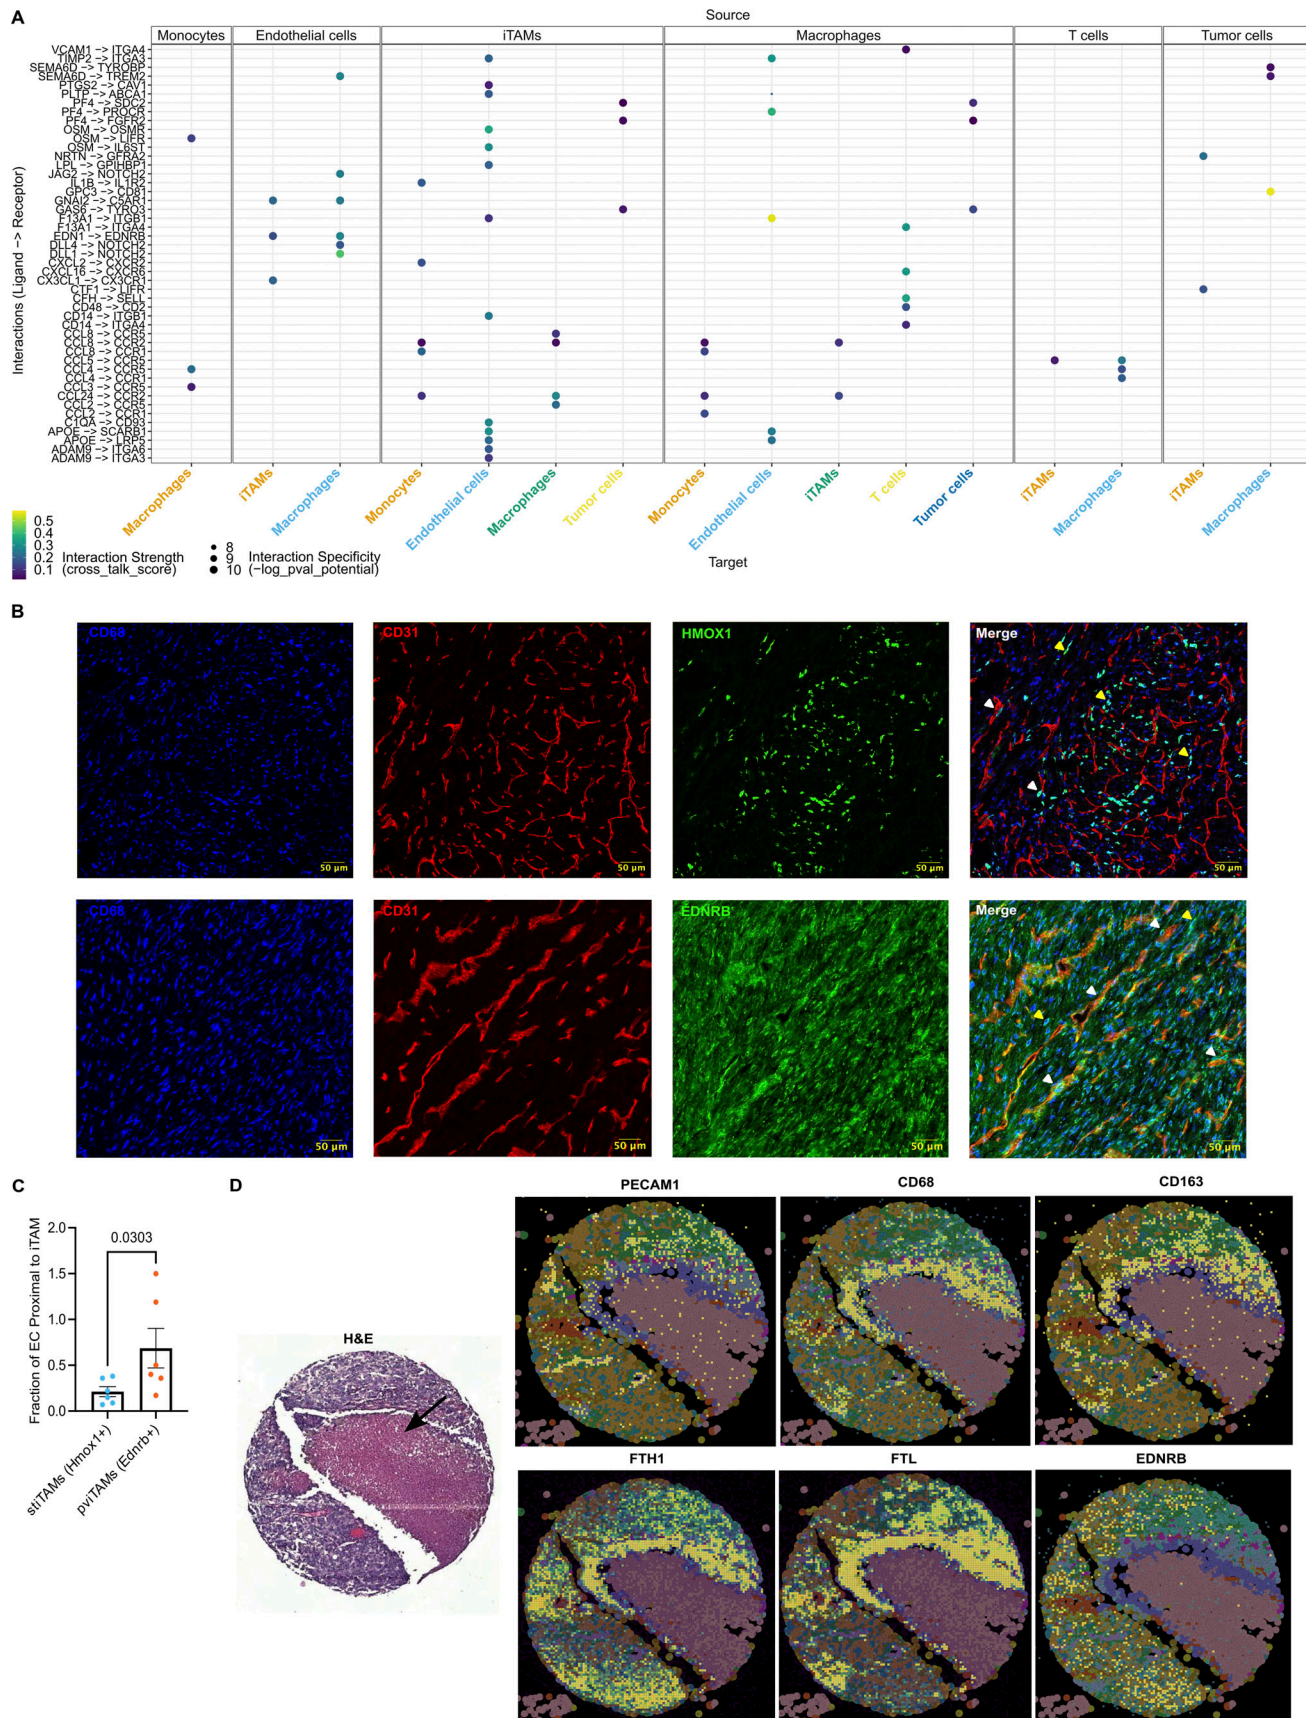 A
Source
Monocytes
Endothelial cells
iTAMs
Macrophages
T cells
Tumor cells
Interactions (Ligand −> Receptor)
VCAM1 −> ITGA4
TIMP2 −> ITGA3
SEMA6D −> TYROBP
SEMA6D −> TREM2
PTGS2 −> CAV1
PLTP −> ABCA1
PF4 −> SDC2
PF4 −> PROCR
PF4 −> FGFR2
OSM −> OSMR
OSM −> LIFR
OSM −> IL6ST
NRTN −> GFRA2
LPL −> GPIHBP1
JAG2 −> NOTCH2
IL1B −> IL1R2
GPC3 −> CD81
GNAI2 −> C5AR1
GAS6 −> TYRO3
F13A1 −> ITGB1
F13A1 −> ITGA4
EDN1 −> EDNRB
DLL4 −> NOTCH2
DLL1 −> NOTCH2
CXCL2 −> CXCR2
CXCL16 −> CXCR6
CX3CL1 −> CX3CR1
CTF1 −> LIFR
CFH −> SELL
CD48 −> CD2
CD14 −> ITGB1
CD14 −> ITGA4
CCL8 −> CCR5
CCL8 −> CCR2
CCL8 −> CCR1
CCL5 −> CCR5
CCL4 −> CCR5
CCL4 −> CCR1
CCL3 −> CCR5
CCL24 −> CCR2
CCL2 −> CCR5
CCL2 −> CCR1
C1QA −> CD93
APOE −> SCARB1
APOE −> LRP5
ADAM9 −> ITGA6
ADAM9 −> ITGA3
Macrophages
iTAMs
Macrophages
Monocytes
Endothelial cells
Macrophages
Tumor cells
Monocytes
Endothelial cells
iTAMs
T cells
Tumor cells
iTAMs
Macrophages
iTAMs
Macrophages
Target
0.5
0.4
0.3
0.2
0.1
Interaction Strength
(cross_talk_score)
8
9
10
Interaction Specificity
(−log_pval_potential)
B
CD68
50 µm
CD31
50 µm
HMOX1
50 µm
Merge
50 µm
CD68
50 µm
CD31
50 µm
EDNRB
50 µm
Merge
50 µm
C
Fraction of EC Proximal to iTAM
2.0
1.5
1.0
0.5
0.0
0.0303
stiTAMs (Hmox1+)
pviTAMs (Ednrb+)
D
H&E
PECAM1
CD68
CD163
FTH1
FTL
EDNRB